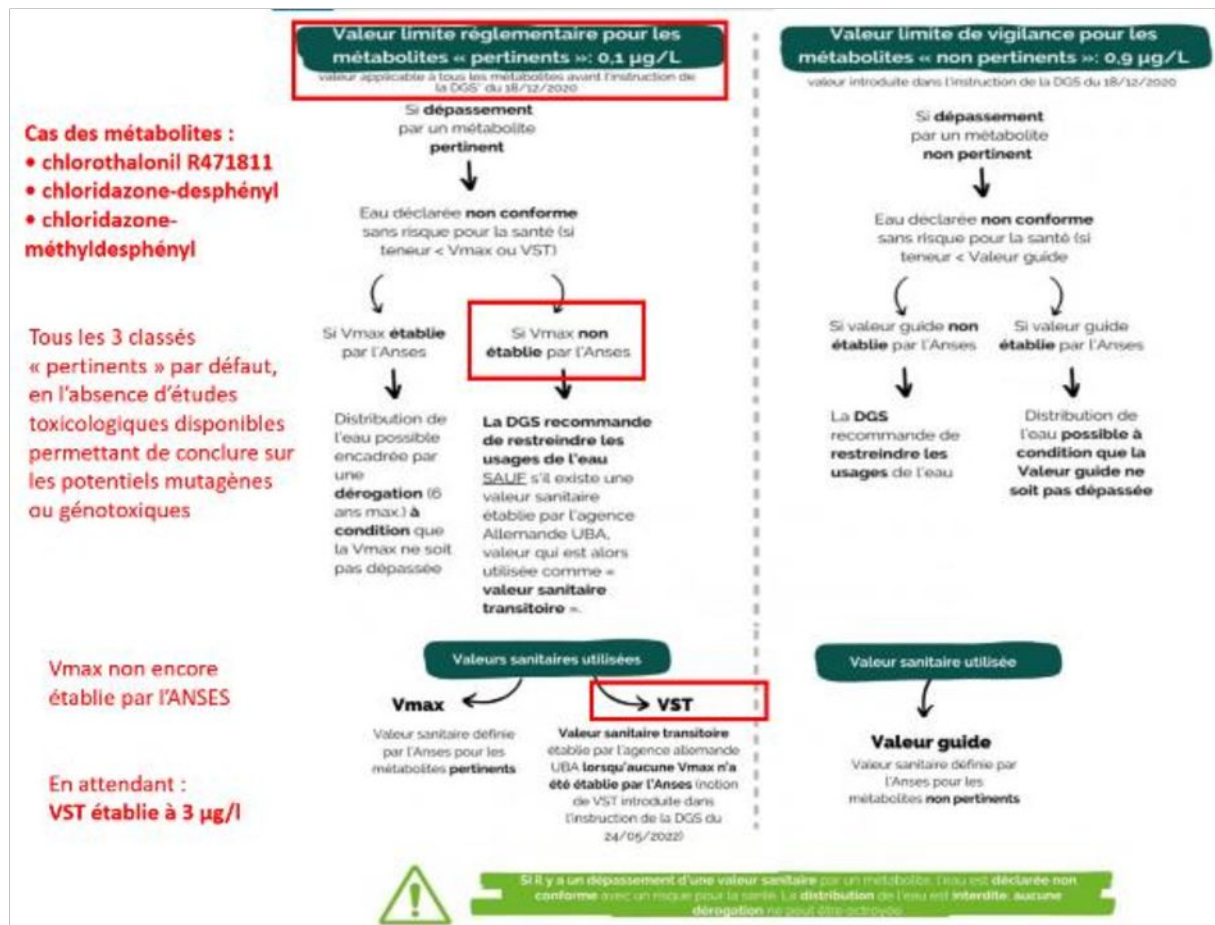 Valeur limite réglementaire pour les
métabolites « pertinents »: 0,1 µg/L
valeur applicable à tous les métabolites avant l'instruction de
la DGS* du 18/12/2020
Si dépassement
par un métabolite
pertinent
Eau déclarée non conforme
sans risque pour la santé (si
teneur < Vmax ou VST)
Si Vmax établie
par l'Anses
Si Vmax non
établie par l'Anses
Distribution de
l'eau possible
encadrée par
une
dérogation (6
ans max.) à
condition que
la Vmax ne soit
pas dépassée
La DGS recommande
de restreindre les
usages de l'eau
SAUF s'il existe une
valeur sanitaire
établie par l'agence
Allemande UBA,
valeur qui est alors
utilisée comme «
valeur sanitaire
transitoire ».
Valeurs sanitaires utilisées
Vmax
Valeur sanitaire définie
par l'Anses pour les
métabolites pertinents
VST
Valeur sanitaire transitoire
établie par l'agence allemande
UBA lorsqu'aucune Vmax n'a
été établie par l'Anses (notion
de VST introduite dans
l'instruction de la DGS du
24/05/2022)
Valeur limite de vigilance pour les
métabolites « non pertinents »: 0,9 µg/L
valeur introduite dans l'instruction de la DGS du 18/12/2020
Si dépassement
par un métabolite
non pertinent
Eau déclarée non conforme
sans risque pour la santé (si
teneur < Valeur guide
Si valeur guide non
établie par l'Anses
Si valeur guide
établie par l'Anses
La DGS
recommande de
restreindre les
usages de l'eau
Distribution de
l'eau possible à
condition que la
Valeur guide ne
soit pas dépassée
Valeur sanitaire utilisée
Valeur guide
Valeur sanitaire définie par
l'Anses pour les
métabolites non pertinents
Cas des métabolites :
• chlorothalonil R471811
• chloridazone-desphényl
• chloridazone-
méthyldesphényl
Tous les 3 classés
« pertinents » par défaut,
en l'absence d'études
toxicologiques disponibles
permettant de conclure sur
les potentiels mutagènes
ou génotoxiques
Vmax non encore
établie par l'ANSES
En attendant :
VST établie à 3 µg/l
Si il y a un dépassement d'une valeur sanitaire par un métabolite, l'eau est déclarée non
conforme avec un risque pour la santé. La distribution de l'eau est interdite, aucune
dérogation ne peut être octroyée.